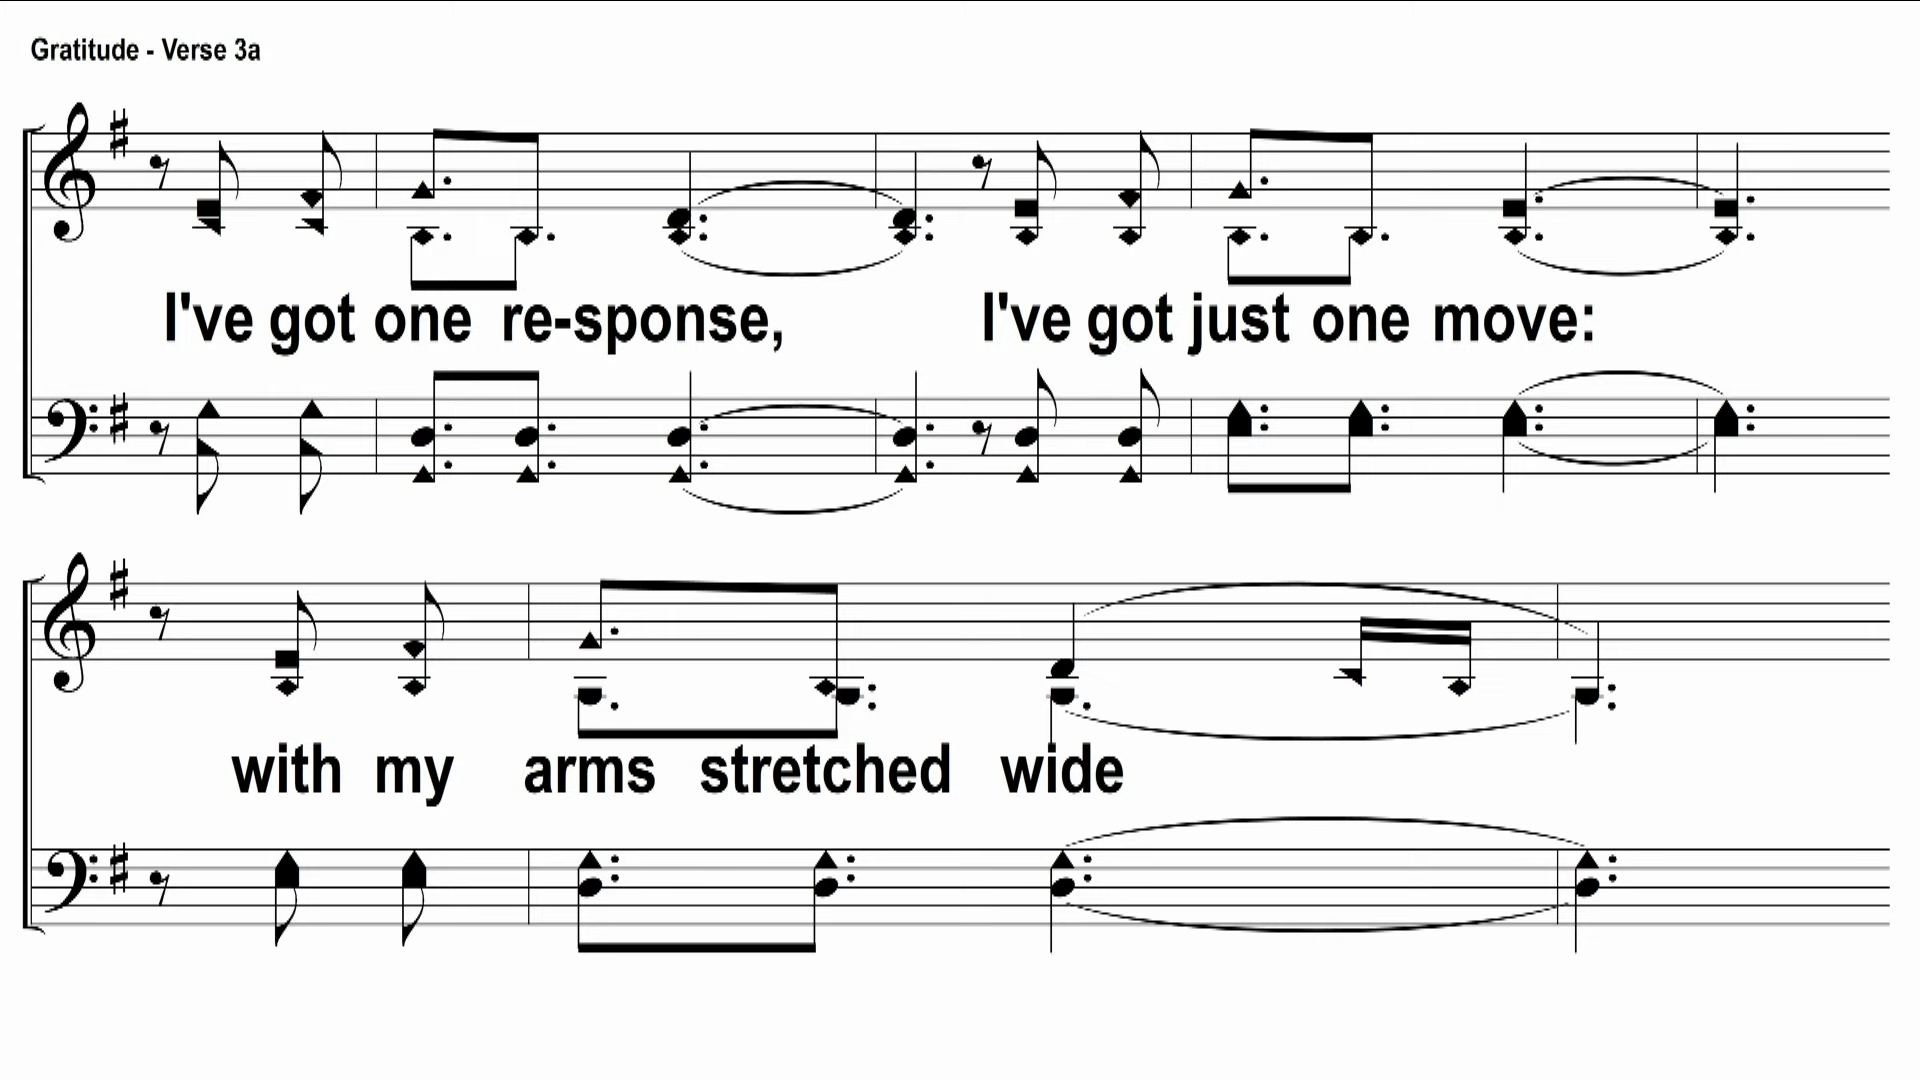 Gratitude - Verse 3a
I've got one re-sponse, I've got just one move:
with my arms stretched wide